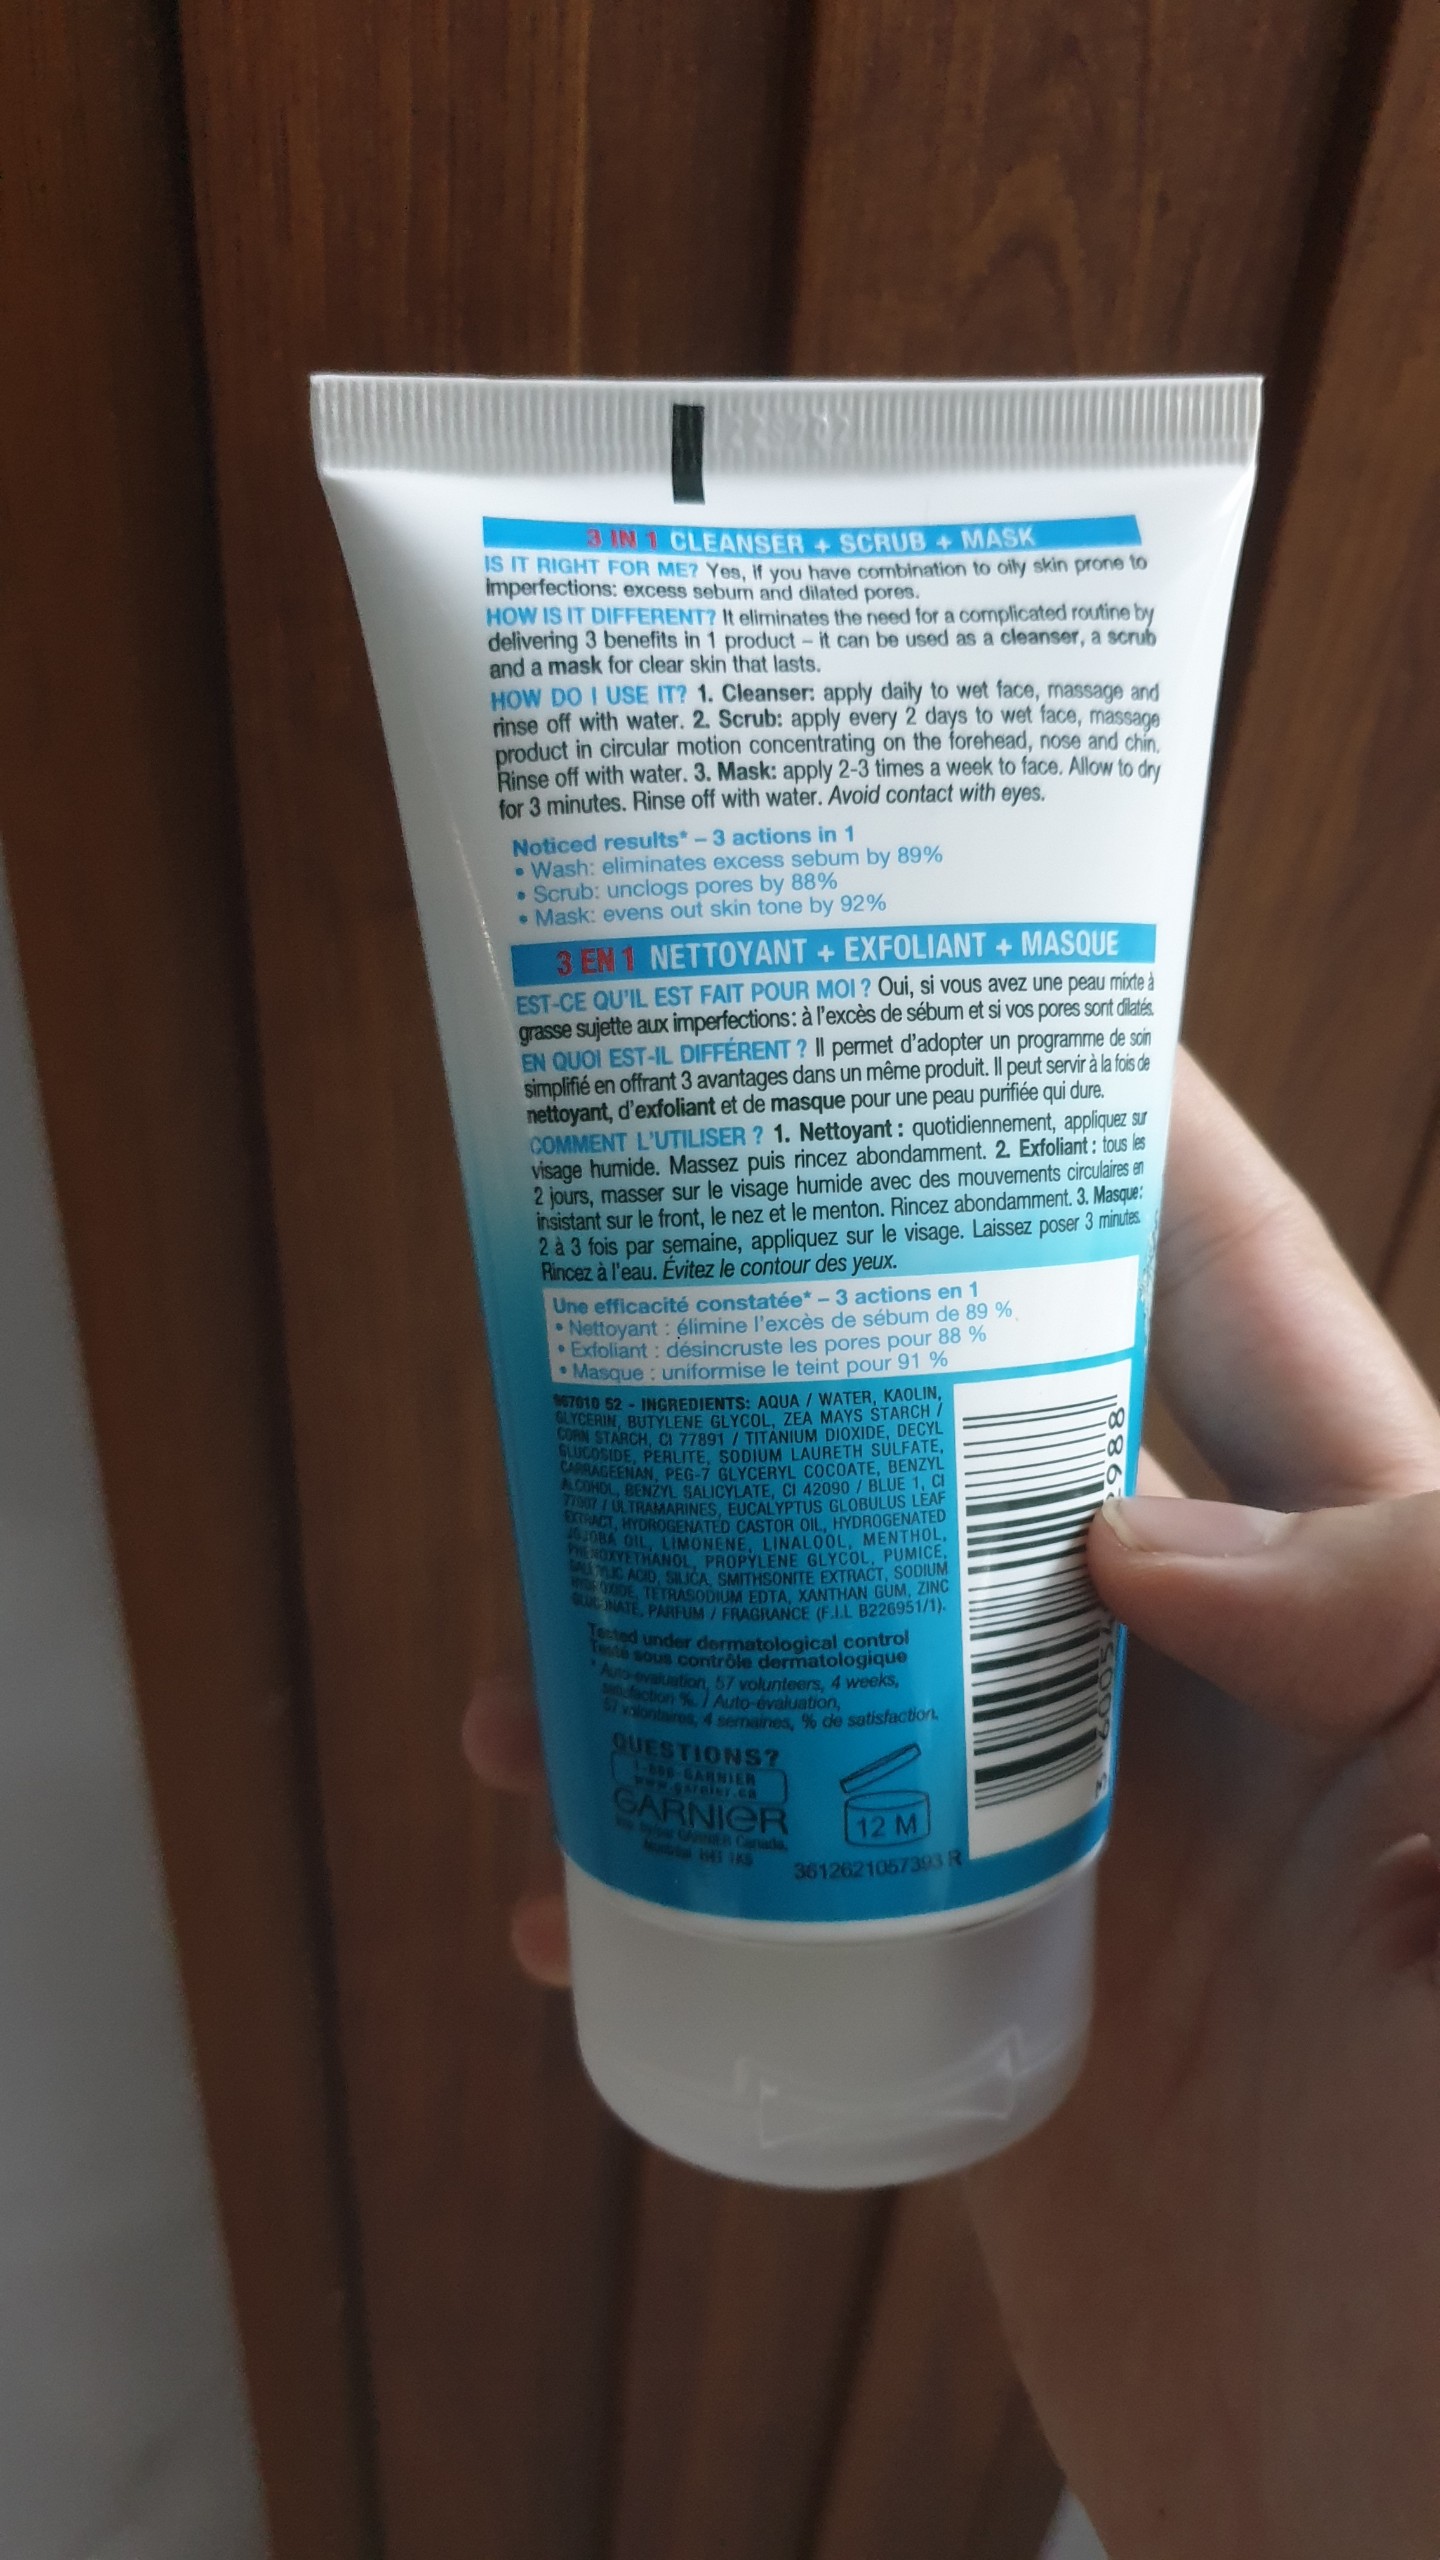 3 IN 1 CLEANSER + SCRUB + MASK
IS IT RIGHT FOR ME? Yes, if you have combination to oily skin prone to
imperfections: excess sebum and dilated pores.
HOW IS IT DIFFERENT? It eliminates the need for a complicated routine by
delivering 3 benefits in 1 product – it can be used as a cleanser, a scrub
and a mask for clear skin that lasts.
HOW DO I USE IT? 1. Cleanser: apply daily to wet face, massage and
rinse off with water. 2. Scrub: apply every 2 days to wet face, massage
product in circular motion concentrating on the forehead, nose and chin.
Rinse off with water. 3. Mask: apply 2-3 times a week to face. Allow to dry
for 3 minutes. Rinse off with water. Avoid contact with eyes.
Noticed results* – 3 actions in 1
• Wash: eliminates excess sebum by 89%
• Scrub: unclogs pores by 88%
• Mask: evens out skin tone by 92%
3 EN 1 NETTOYANT + EXFOLIANT + MASQUE
EST-CE QU'IL EST FAIT POUR MOI ? Oui, si vous avez une peau mixte à
grasse sujette aux imperfections: à l'excès de sébum et si vos pores sont dilatés.
EN QUOI EST-IL DIFFÉRENT ? Il permet d'adopter un programme de soin
simplifié en offrant 3 avantages dans un même produit. Il peut servir à la fois de
nettoyant, d'exfoliant et de masque pour une peau purifiée qui dure.
COMMENT L'UTILISER ? 1. Nettoyant : quotidiennement, appliquez sur
visage humide. Massez puis rincez abondamment. 2. Exfoliant : tous les
2 jours, masser sur le visage humide avec des mouvements circulaires en
insistant sur le front, le nez et le menton. Rincez abondamment. 3. Masque:
2 à 3 fois par semaine, appliquez sur le visage. Laissez poser 3 minutes.
Rincez à l'eau. Évitez le contour des yeux.
Une efficacité constatée* – 3 actions en 1
• Nettoyant : élimine l'excès de sébum de 89 %
• Exfoliant : désincruste les pores pour 88 %
• Masque : uniformise le teint pour 91 %
967010 52 - INGREDIENTS: AQUA / WATER, KAOLIN,
GLYCERIN, BUTYLENE GLYCOL, ZEA MAYS STARCH /
CORN STARCH, CI 77891 / TITANIUM DIOXIDE, DECYL
GLUCOSIDE, PERLITE, SODIUM LAURETH SULFATE,
CARRAGEENAN, PEG-7 GLYCERYL COCOATE, BENZYL
ALCOHOL, BENZYL SALICYLATE, CI 42090 / BLUE 1, CI
77007 / ULTRAMARINES, EUCALYPTUS GLOBULUS LEAF
EXTRACT, HYDROGENATED CASTOR OIL, HYDROGENATED
JOJOBA OIL, LIMONENE, LINALOOL, MENTHOL,
PHENOXYETHANOL, PROPYLENE GLYCOL, PUMICE,
SALICYLIC ACID, SILICA, SMITHSONITE EXTRACT, SODIUM
HYDROXIDE, TETRASODIUM EDTA, XANTHAN GUM, ZINC
GLUCONATE, PARFUM / FRAGRANCE (F.I.L B226951/1).
Tested under dermatological control
Testé sous contrôle dermatologique
* Auto-evaluation, 57 volunteers, 4 weeks,
satisfaction %. / Auto-évaluation,
57 volontaires, 4 semaines, % de satisfaction.
QUESTIONS?
1-888-GARNIER
www.garnier.ca
GARNIER
GARNIER Canada,
12 M
3612621057393 R